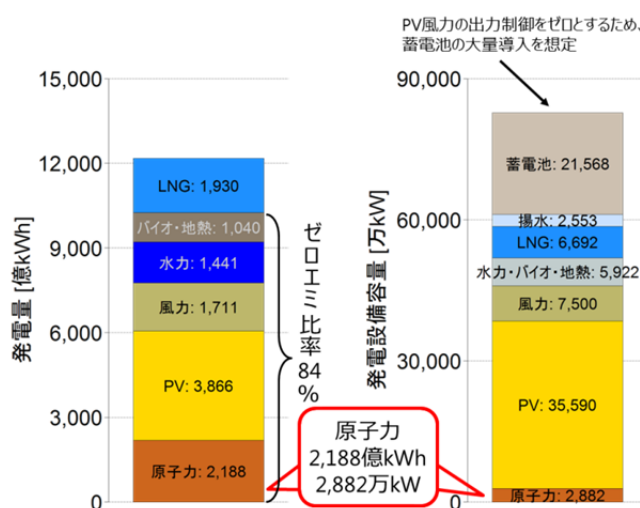 PV風力の出力制御をゼロとするため、
蓄電池の大量導入を想定
発電量 [億kWh]
15,000
12,000
9,000
6,000
3,000
0
LNG: 1,930
バイオ・地熱: 1,040
水力: 1,441
風力: 1,711
PV: 3,866
原子力: 2,188
ゼロエミ比率84%
原子力
2,188億kWh
2,882万kW
発電設備容量 [万kW]
90,000
60,000
30,000
0
蓄電池: 21,568
揚水: 2,553
LNG: 6,692
水力・バイオ・地熱: 5,922
風力: 7,500
PV: 35,590
原子力: 2,882